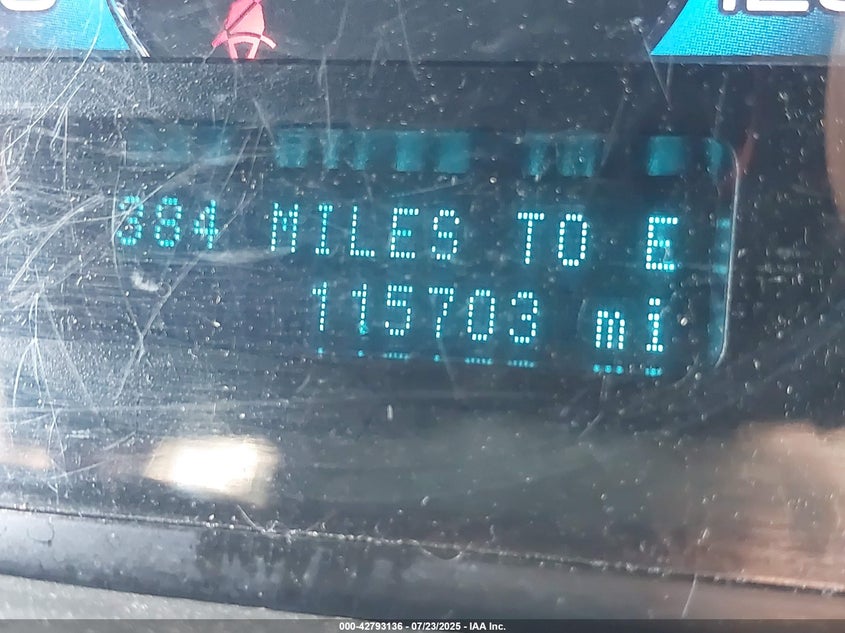 384 MILES TO E
115703 mi
000-42793136 - 07/23/2025 - IAA Inc.